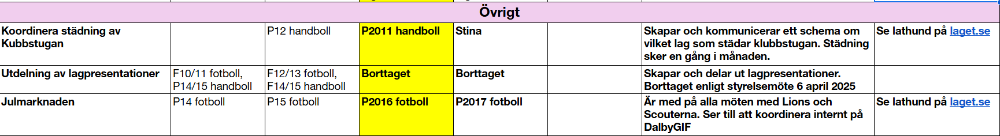 Övrigt
Koordinera städning av
Kubbstugan
P12 handboll
P2011 handboll
Stina
Skapar och kommunicerar ett schema om
vilket lag som städar klubbstugan. Städning
sker en gång i månaden.
Se lathund på laget.se
Utdelning av lagpresentationer
F10/11 fotboll,
P14/15 handboll
F12/13 fotboll,
F14/15 handboll
Borttaget
Borttaget
Skapar och delar ut lagpresentationer.
Borttaget enligt styrelsemöte 6 april 2025
Julmarknaden
P14 fotboll
P15 fotboll
P2016 fotboll
P2017 fotboll
Är med på alla möten med Lions och
Scouterna. Ser till att koordinera internt på
DalbyGIF
Se lathund på laget.se